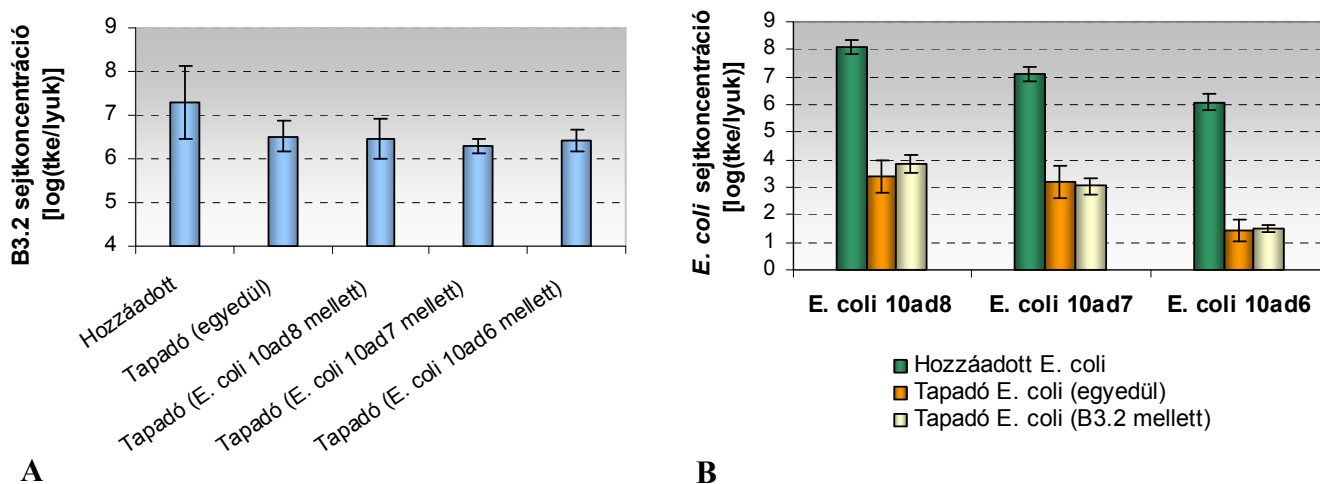 B3.2 sejtkoncentráció
[log(tke/lyuk)]
9
8
7
6
5
4
Hozzáadott
Tapadó (egyedül)
Tapadó (E. coli 10ad8 mellett)
Tapadó (E. coli 10ad7 mellett)
Tapadó (E. coli 10ad6 mellett)
A
E. coli sejtkoncentráció
[log(tke/lyuk)]
9
8
7
6
5
4
3
2
1
0
E. coli 10ad8
E. coli 10ad7
E. coli 10ad6
Hozzáadott E. coli
Tapadó E. coli (egyedül)
Tapadó E. coli (B3.2 mellett)
B